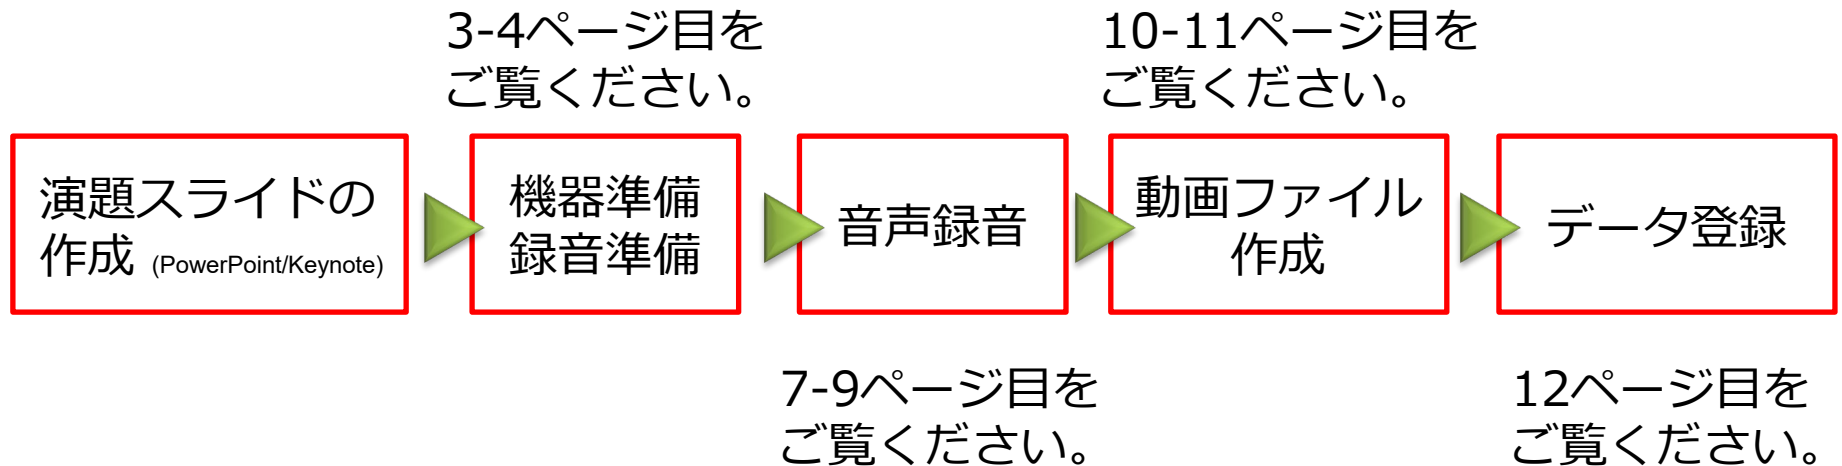 3-4ページ目を
ご覧ください。
10-11ページ目を
ご覧ください。
演題スライドの
作成 (PowerPoint/Keynote)
機器準備
録音準備
音声録音
動画ファイル
作成
データ登録
7-9ページ目を
ご覧ください。
12ページ目を
ご覧ください。